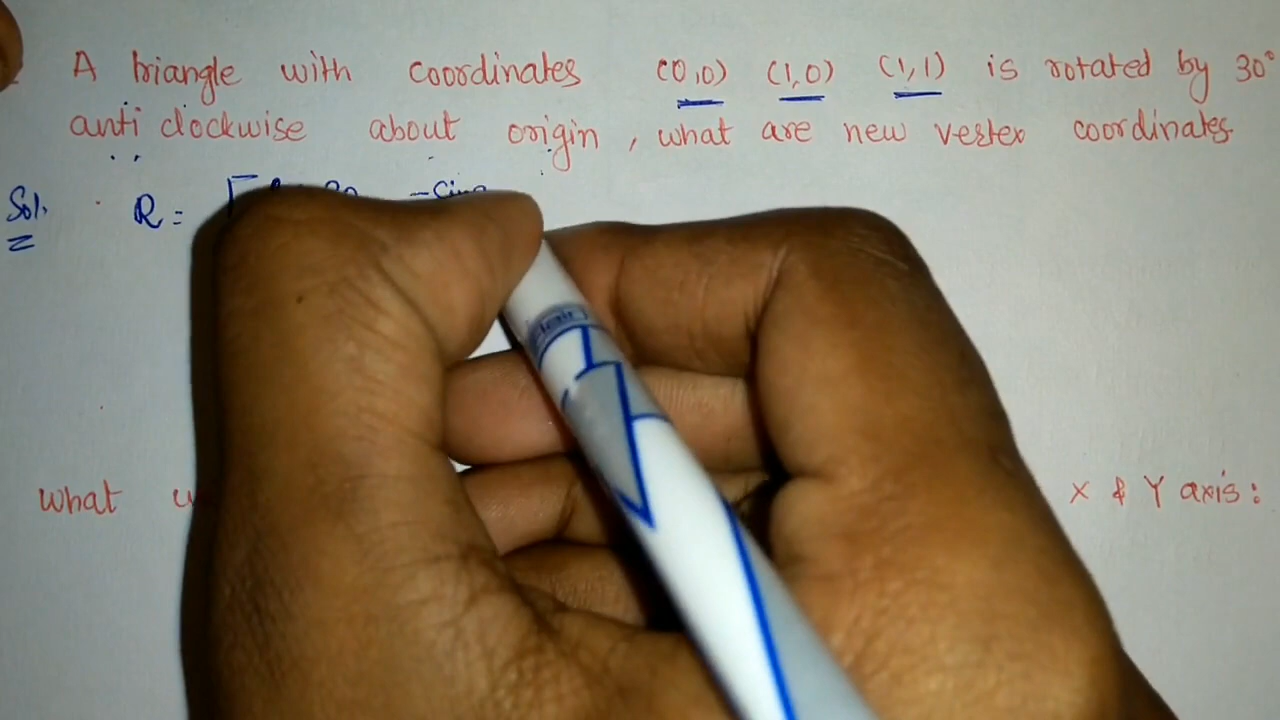 A triangle with coordinates (0,0) (1,0) (1,1) is rotated by 30°
anti clockwise about origin, what are new vertex coordinates
Sol. R =
what X & Y axis: